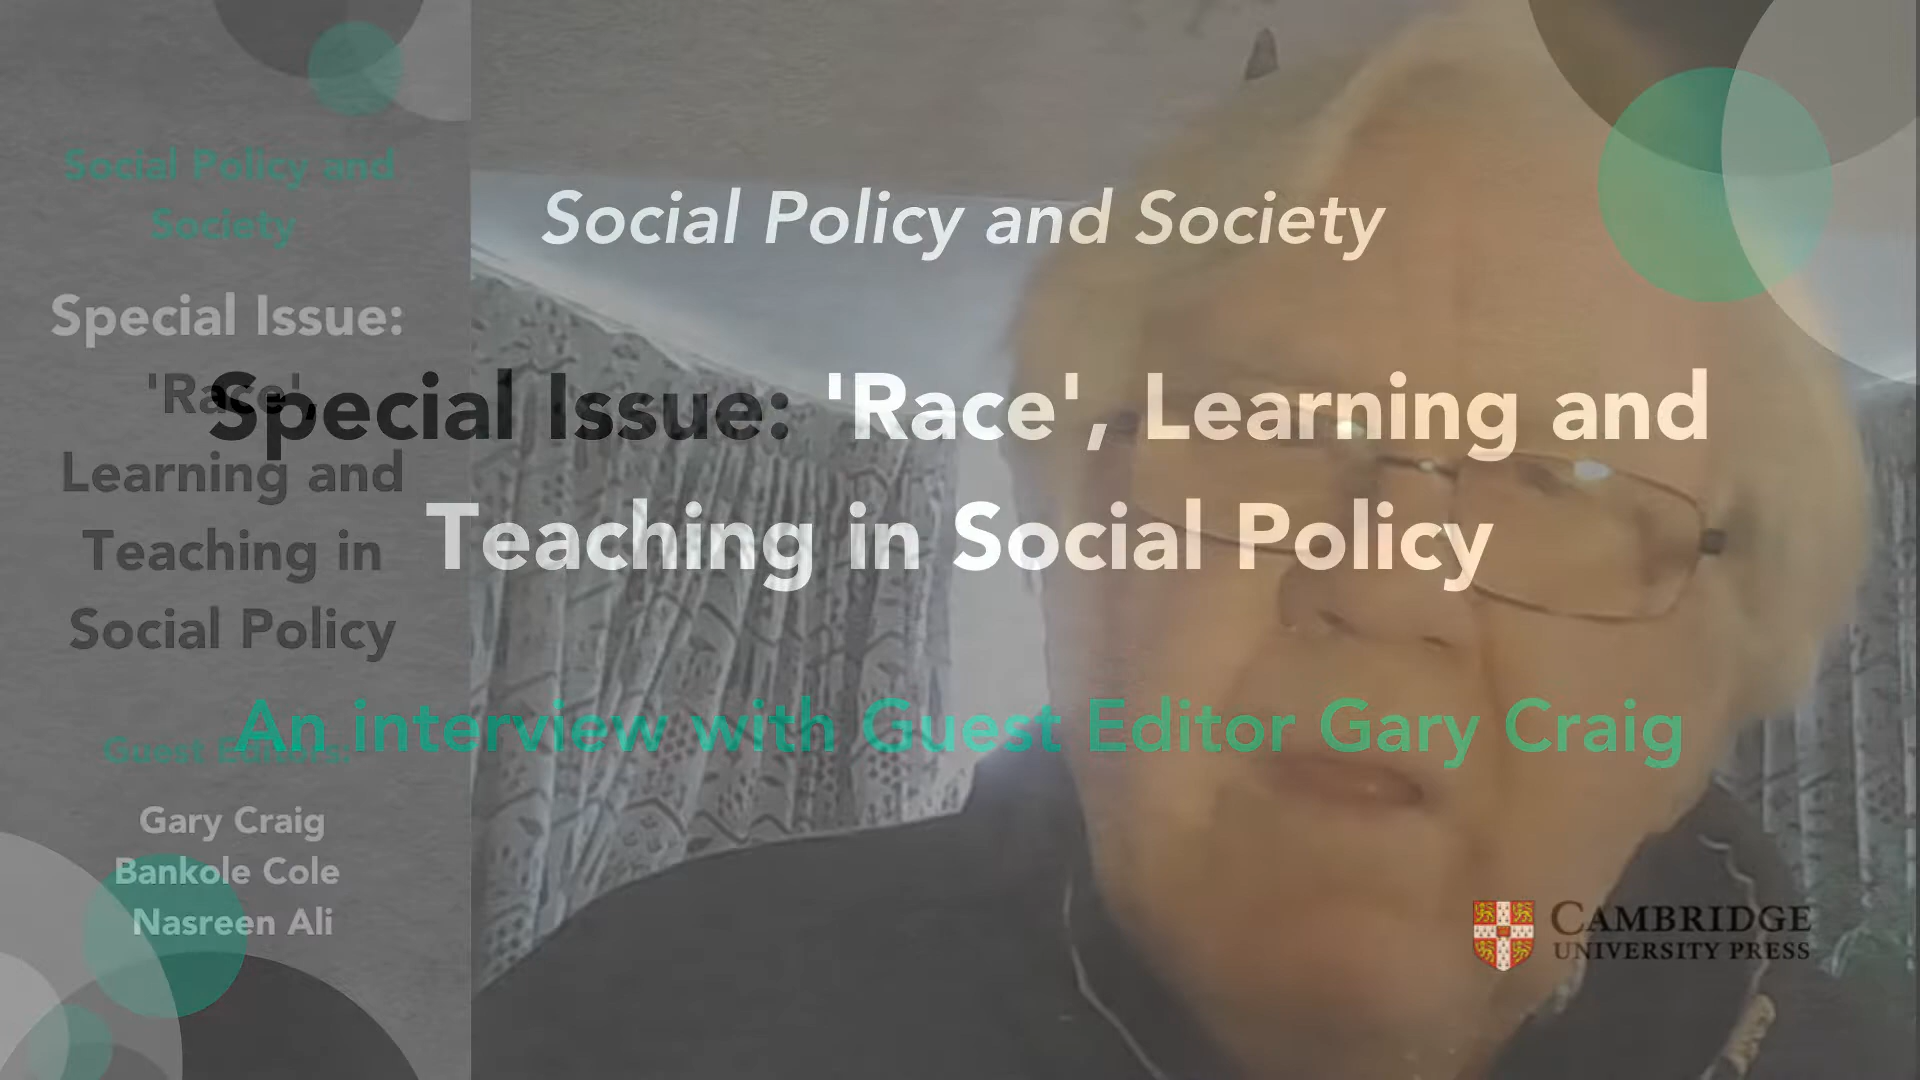 Social Policy and
Society
Special Issue:
'Race',
Learning and
Teaching in
Social Policy
Guest Editors:
Gary Craig
Bankole Cole
Nasreen Ali
Social Policy and Society
Special Issue: 'Race', Learning and
Teaching in Social Policy
An interview with Guest Editor Gary Craig
CAMBRIDGE
UNIVERSITY PRESS